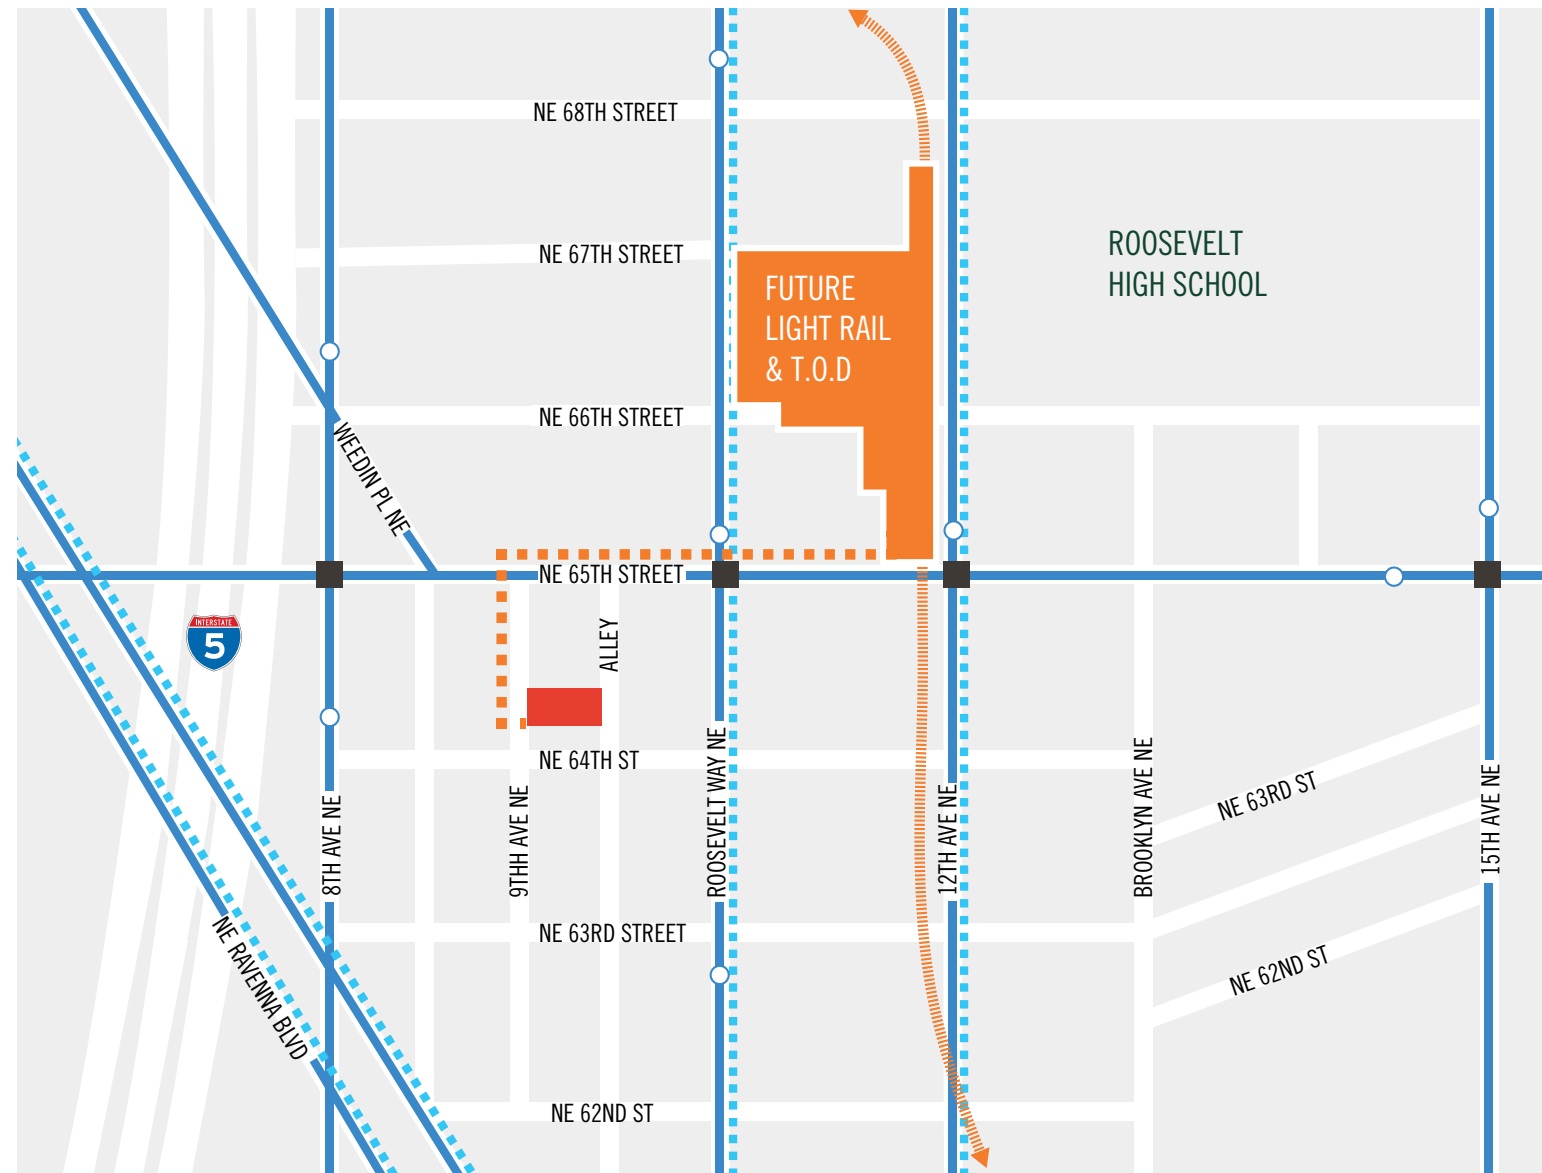 NE 68TH STREET
ROOSEVELT
HIGH SCHOOL
NE 67TH STREET
FUTURE
LIGHT RAIL
& T.O.D
NE 66TH STREET
WEEDIN PL NE
NE 65TH STREET
INTERSTATE
5
ALLEY
NE 64TH ST
8TH AVE NE
9THH AVE NE
ROOSEVELT WAY NE
12TH AVE NE
BROOKLYN AVE NE
NE 63RD ST
15TH AVE NE
NE RAVENNA BLVD
NE 63RD STREET
NE 62ND ST
NE 62ND ST